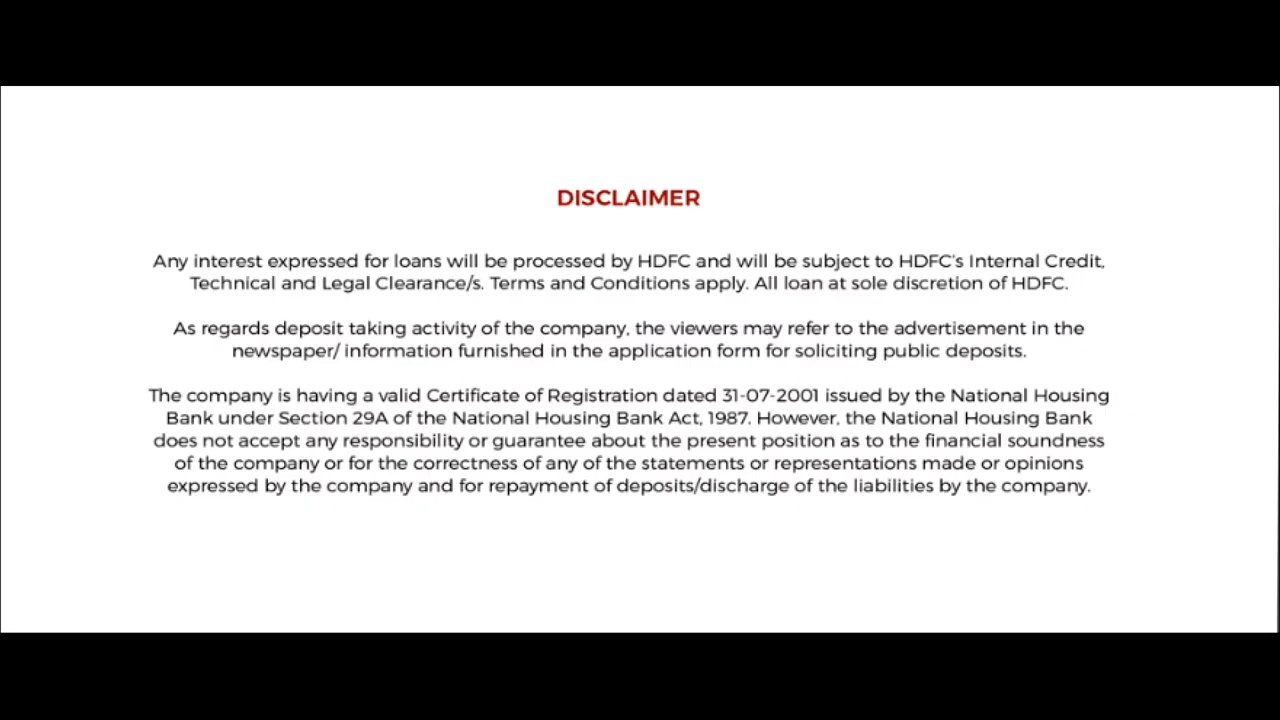 DISCLAIMER
Any interest expressed for loans will be processed by HDFC and will be subject to HDFC's Internal Credit,
Technical and Legal Clearance/s. Terms and Conditions apply. All loan at sole discretion of HDFC.
As regards deposit taking activity of the company, the viewers may refer to the advertisement in the
newspaper/ information furnished in the application form for soliciting public deposits.
The company is having a valid Certificate of Registration dated 31-07-2001 issued by the National Housing
Bank under Section 29A of the National Housing Bank Act, 1987. However, the National Housing Bank
does not accept any responsibility or guarantee about the present position as to the financial soundness
of the company or for the correctness of any of the statements or representations made or opinions
expressed by the company and for repayment of deposits/discharge of the liabilities by the company.